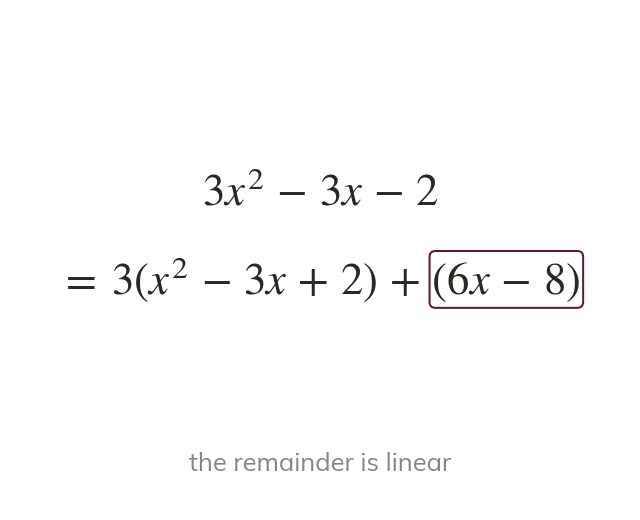 3x² − 3x − 2
= 3(x² − 3x + 2) + (6x − 8)
the remainder is linear